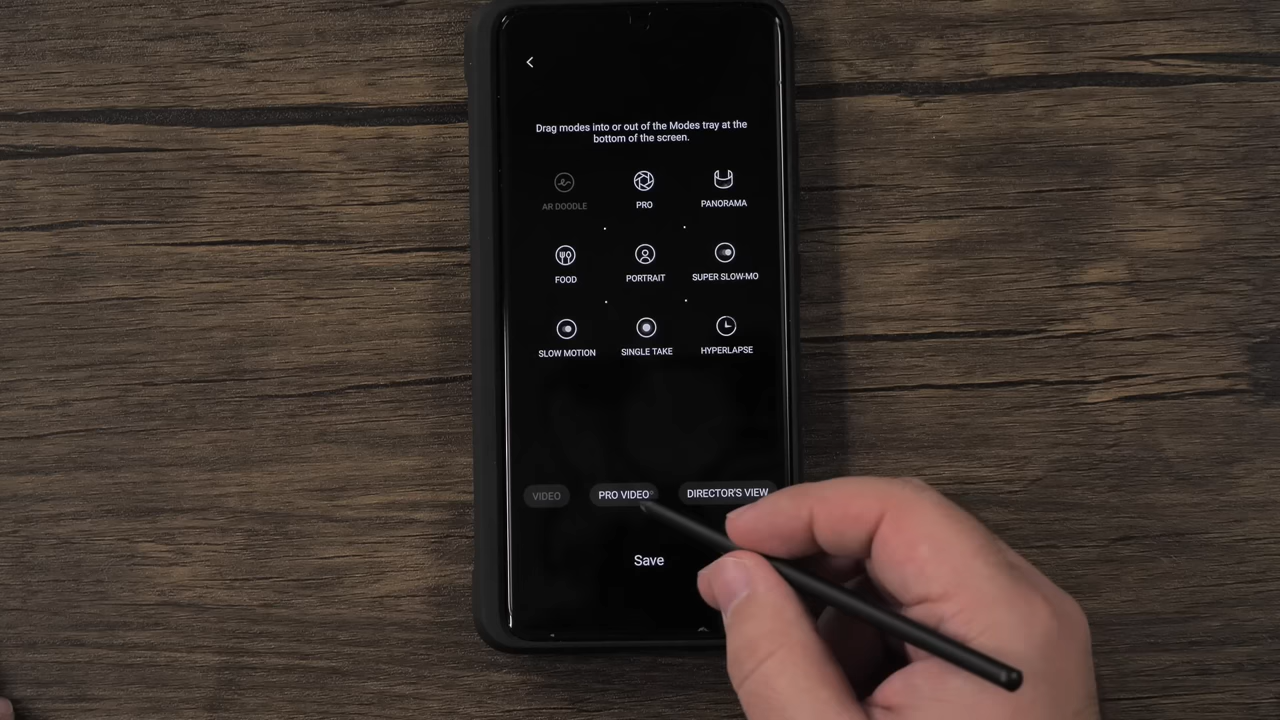 Drag modes into or out of the Modes tray at the
bottom of the screen.
AR DOODLE
PRO
PANORAMA
FOOD
PORTRAIT
SUPER SLOW-MO
SLOW MOTION
SINGLE TAKE
HYPERLAPSE
VIDEO
PRO VIDEO
DIRECTOR'S VIEW
Save